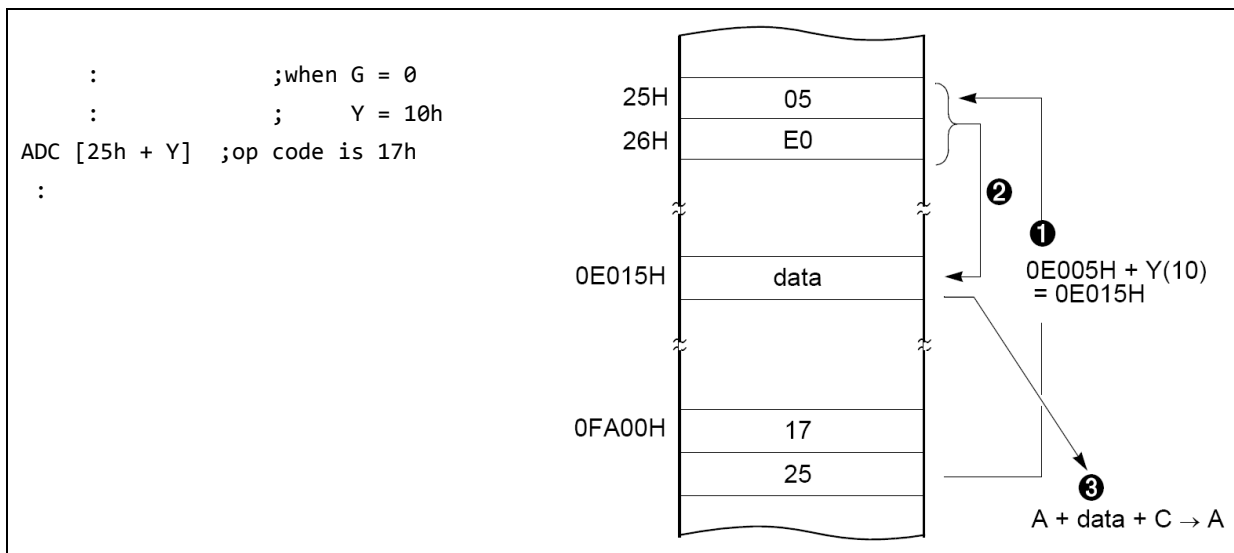 :                ;when G = 0
:                ;     Y = 10h
ADC [25h + Y]  ;op code is 17h
:
25H
05
26H
E0
❷
❶
0E005H + Y(10)
= 0E015H
0E015H
data
0FA00H
17
25
❸
A + data + C → A